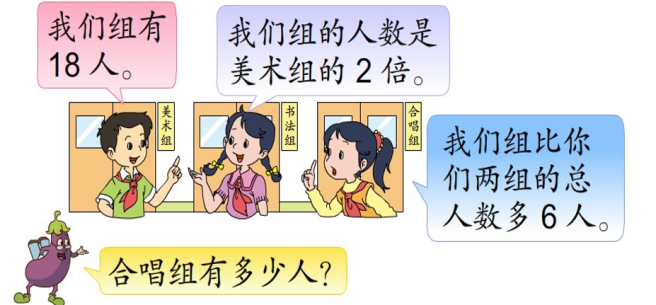 我们组有
18人。
我们组的人数是
美术组的2倍。
美术组
书法组
合唱组
我们组比你
们两组的总
人数多6人。
合唱组有多少人?